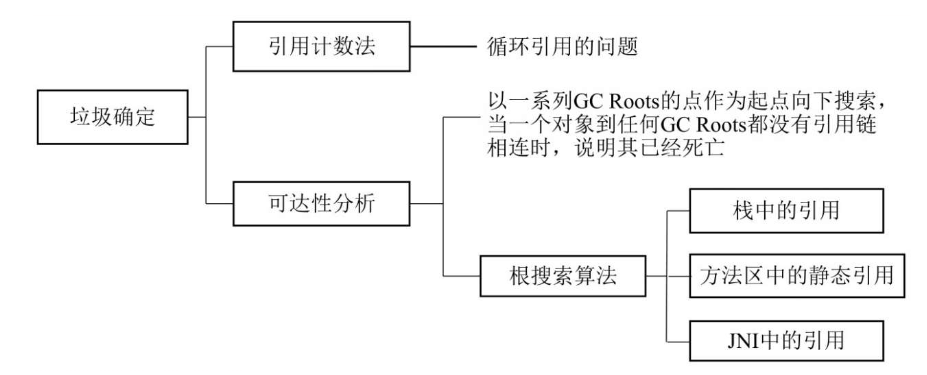 引用计数法
循环引用的问题
垃圾确定
以一系列GC Roots的点作为起点向下搜索，
当一个对象到任何GC Roots都没有引用链
相连时，说明其已经死亡
可达性分析
栈中的引用
根搜索算法
方法区中的静态引用
JNI中的引用